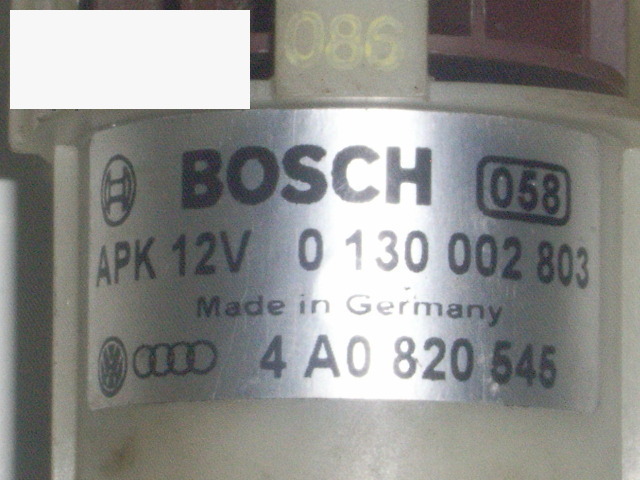 086
BOSCH 058
APK 12V 0 130 002 803
Made in Germany
4 A0 820 545